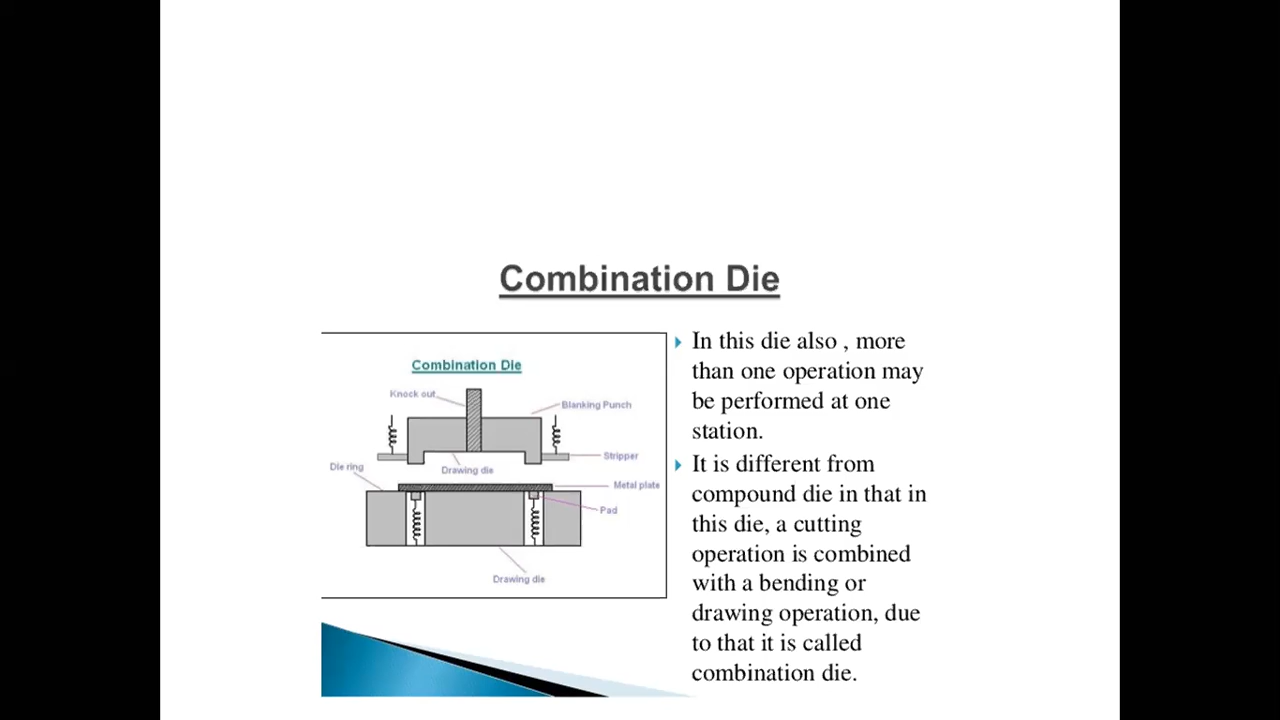 Combination Die
Combination Die
Knock out
Blanking Punch
Stripper
Die ring
Drawing die
Metal plate
Pad
Drawing die
In this die also , more
than one operation may
be performed at one
station.
It is different from
compound die in that in
this die, a cutting
operation is combined
with a bending or
drawing operation, due
to that it is called
combination die.